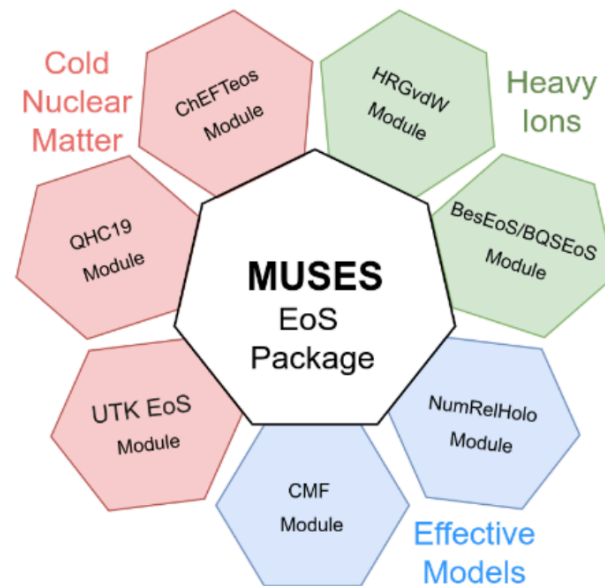 Cold
Nuclear
Matter
ChEFTeos
Module
HRGvdW
Module
Heavy
Ions
QHC19
Module
BesEoS/BQSEoS
Module
MUSES
EoS
Package
UTK EoS
Module
NumRelHolo
Module
CMF
Module
Effective
Models